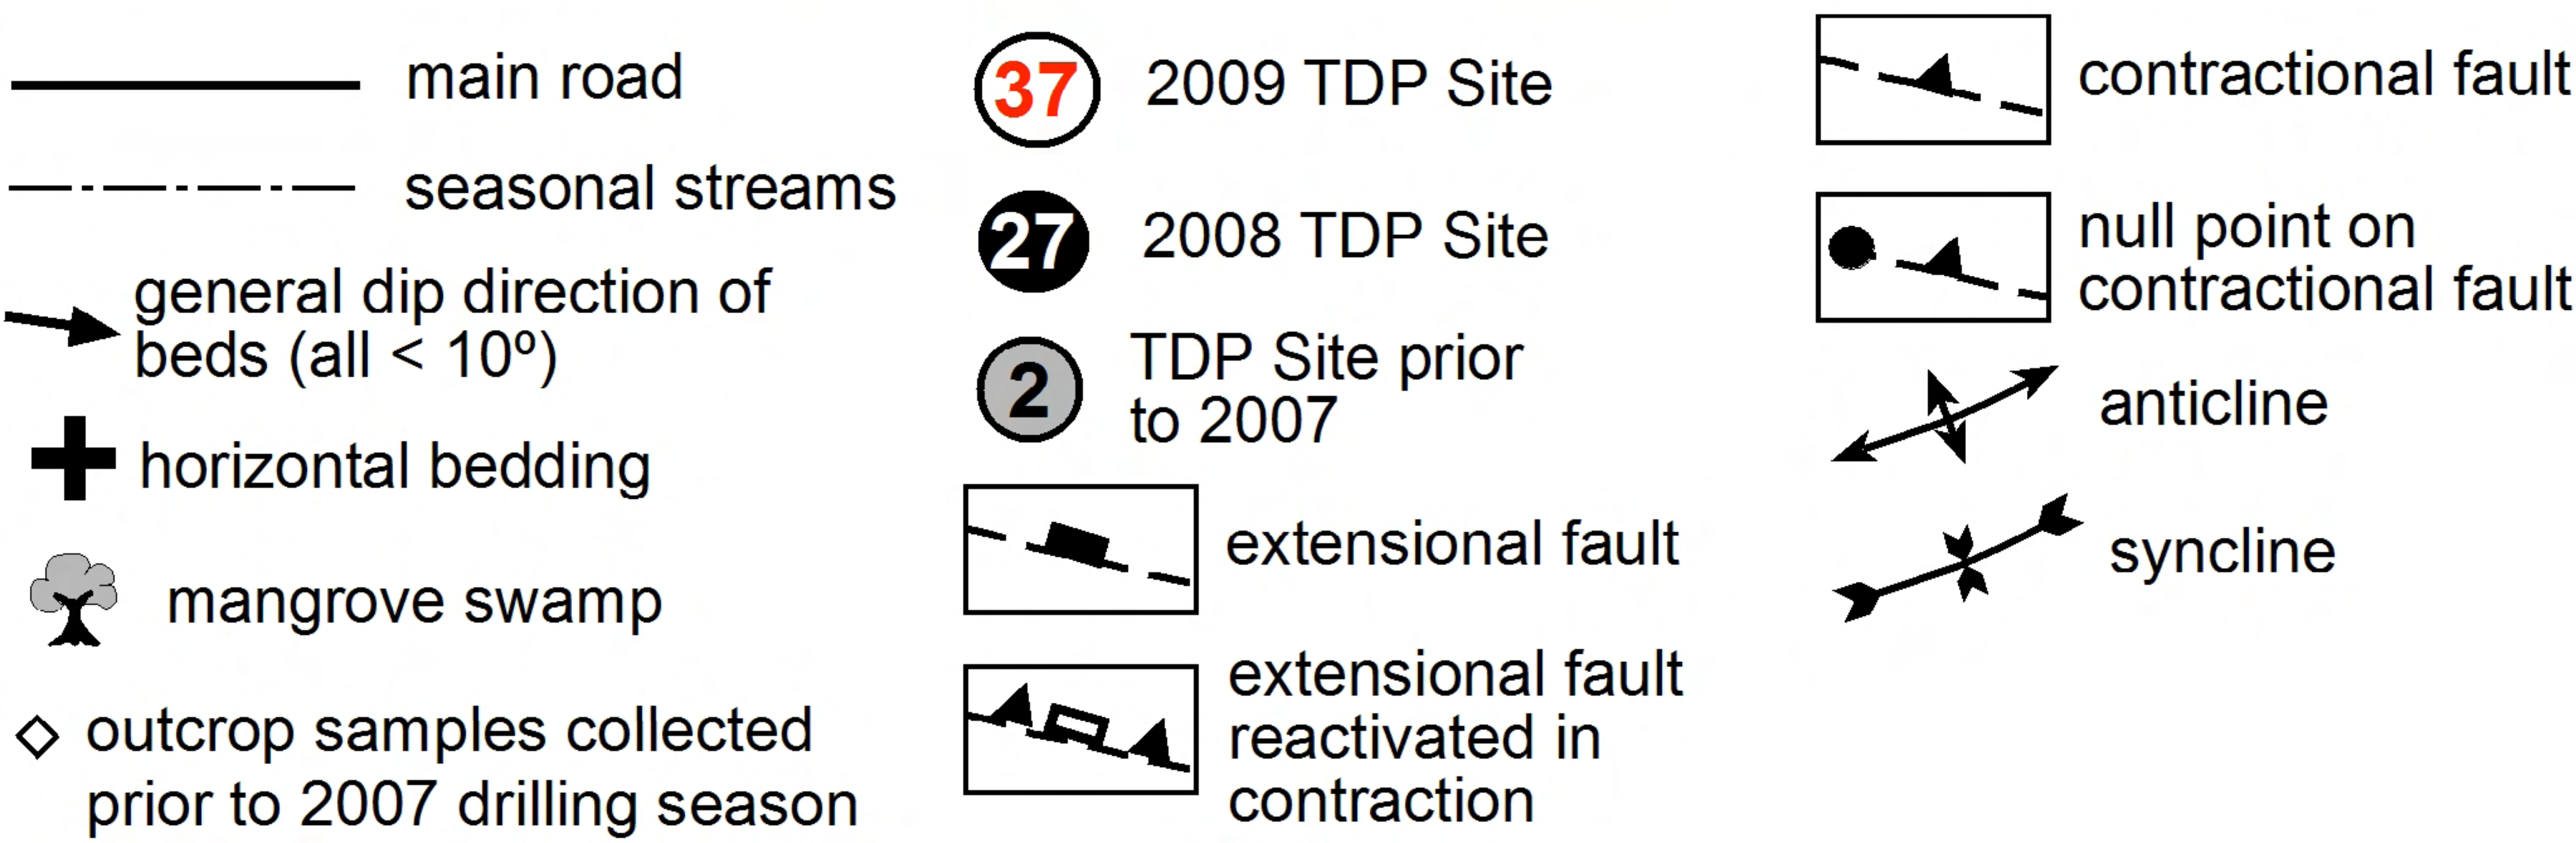 main road
seasonal streams
general dip direction of
beds (all < 10º)
horizontal bedding
mangrove swamp
outcrop samples collected
prior to 2007 drilling season
37 2009 TDP Site
27 2008 TDP Site
2 TDP Site prior
to 2007
extensional fault
extensional fault
reactivated in
contraction
contractional fault
null point on
contractional fault
anticline
syncline